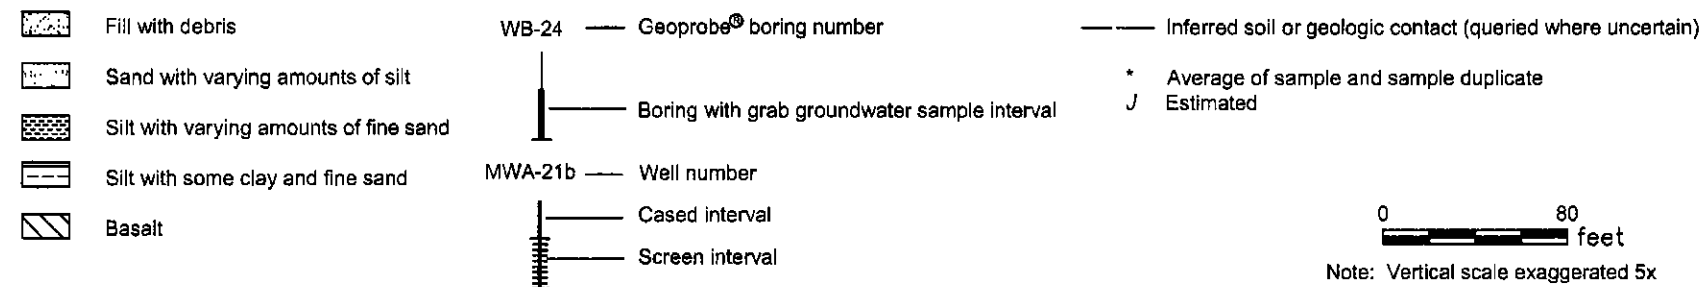 Fill with debris
Sand with varying amounts of silt
Silt with varying amounts of fine sand
Silt with some clay and fine sand
Basalt
WB-24
Geoprobe® boring number
Boring with grab groundwater sample interval
MWA-21b
Well number
Cased interval
Screen interval
Inferred soil or geologic contact (queried where uncertain)
* Average of sample and sample duplicate
J Estimated
0 80
feet
Note: Vertical scale exaggerated 5x